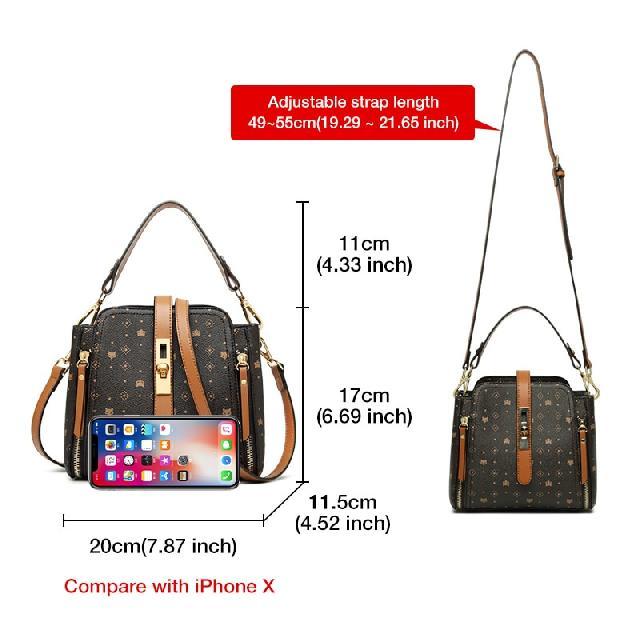 Adjustable strap length
49~55cm(19.29 ~ 21.65 inch)
11cm
(4.33 inch)
17cm
(6.69 inch)
11.5cm
(4.52 inch)
20cm(7.87 inch)
Compare with iPhone X